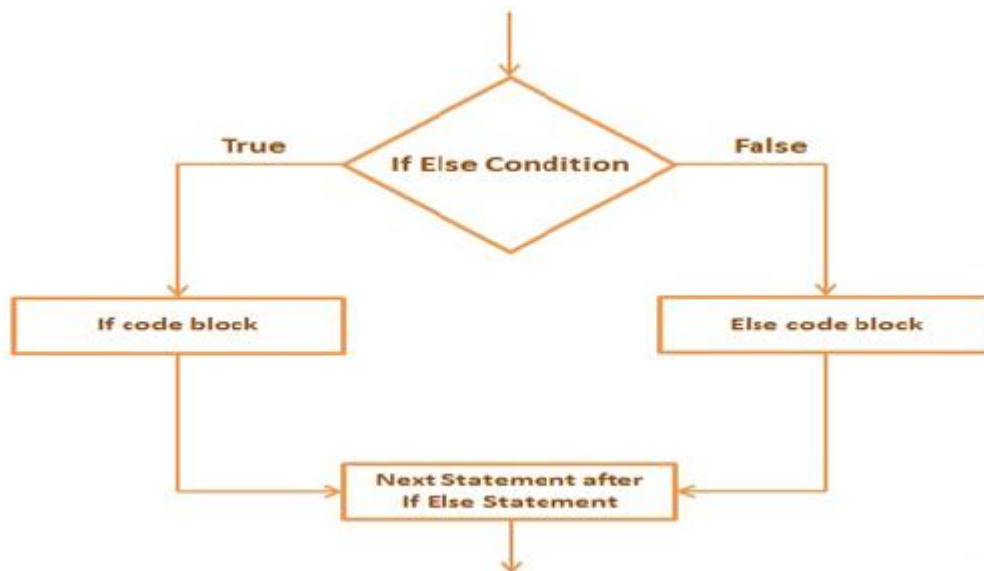 True
False
If Else Condition
If code block
Else code block
Next Statement after
If Else Statement